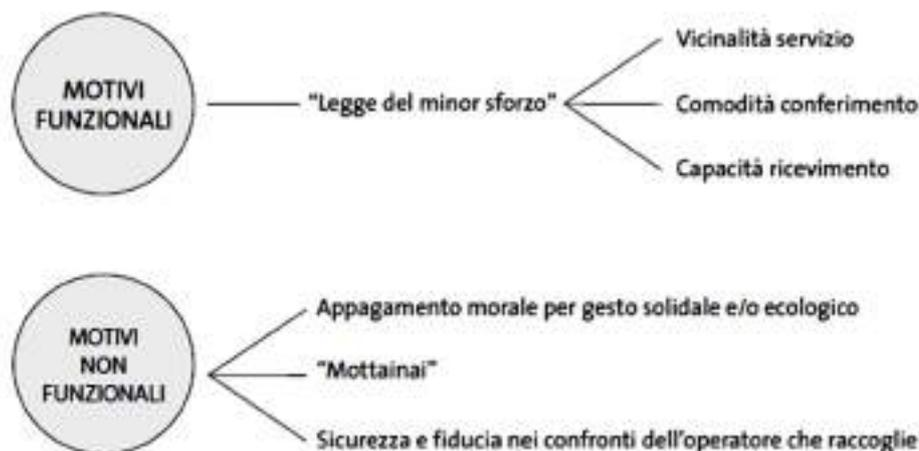 MOTIVI
FUNZIONALI
"Legge del minor sforzo"
Vicinalità servizio
Comodità conferimento
Capacità ricevimento
MOTIVI
NON
FUNZIONALI
Appagamento morale per gesto solidale e/o ecologico
"Mottainai"
Sicurezza e fiducia nei confronti dell'operatore che raccoglie